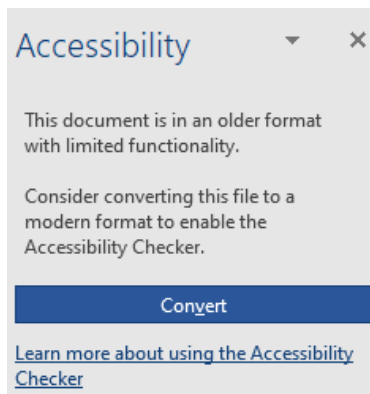 Accessibility
This document is in an older format
with limited functionality.
Consider converting this file to a
modern format to enable the
Accessibility Checker.
Convert
Learn more about using the Accessibility
Checker